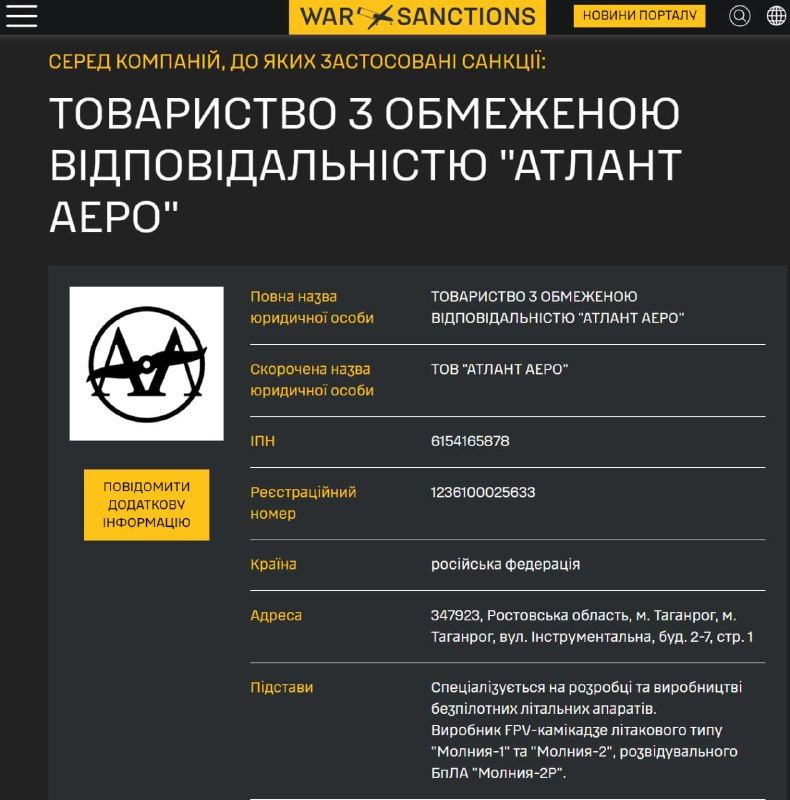 WAR SANCTIONS
НОВИНИ ПОРТАЛУ
СЕРЕД КОМПАНІЙ, ДО ЯКИХ ЗАСТОСОВАНІ САНКЦІЇ:
ТОВАРИСТВО З ОБМЕЖЕНОЮ
ВІДПОВІДАЛЬНІСТЮ "АТЛАНТ
АЕРО"
Повна назва
юридичної особи
ТОВАРИСТВО З ОБМЕЖЕНОЮ
ВІДПОВІДАЛЬНІСТЮ "АТЛАНТ АЕРО"
Скорочена назва
юридичної особи
ТОВ "АТЛАНТ АЕРО"
ІПН
6154165878
ПОВІДОМИТИ
ДОДАТКОВУ
ІНФОРМАЦІЮ
Реєстраційний
номер
1236100025633
Країна
російська федерація
Адреса
347923, Ростовська область, м. Таганрог, м.
Таганрог, вул. Інструментальна, буд. 2-7, стр. 1
Підстави
Спеціалізується на розробці та виробництві
безпілотних літальних апаратів.
Виробник FPV-камікадзе літакового типу
"Молния-1" та "Молния-2", розвідувального
БпЛА "Молния-2Р".